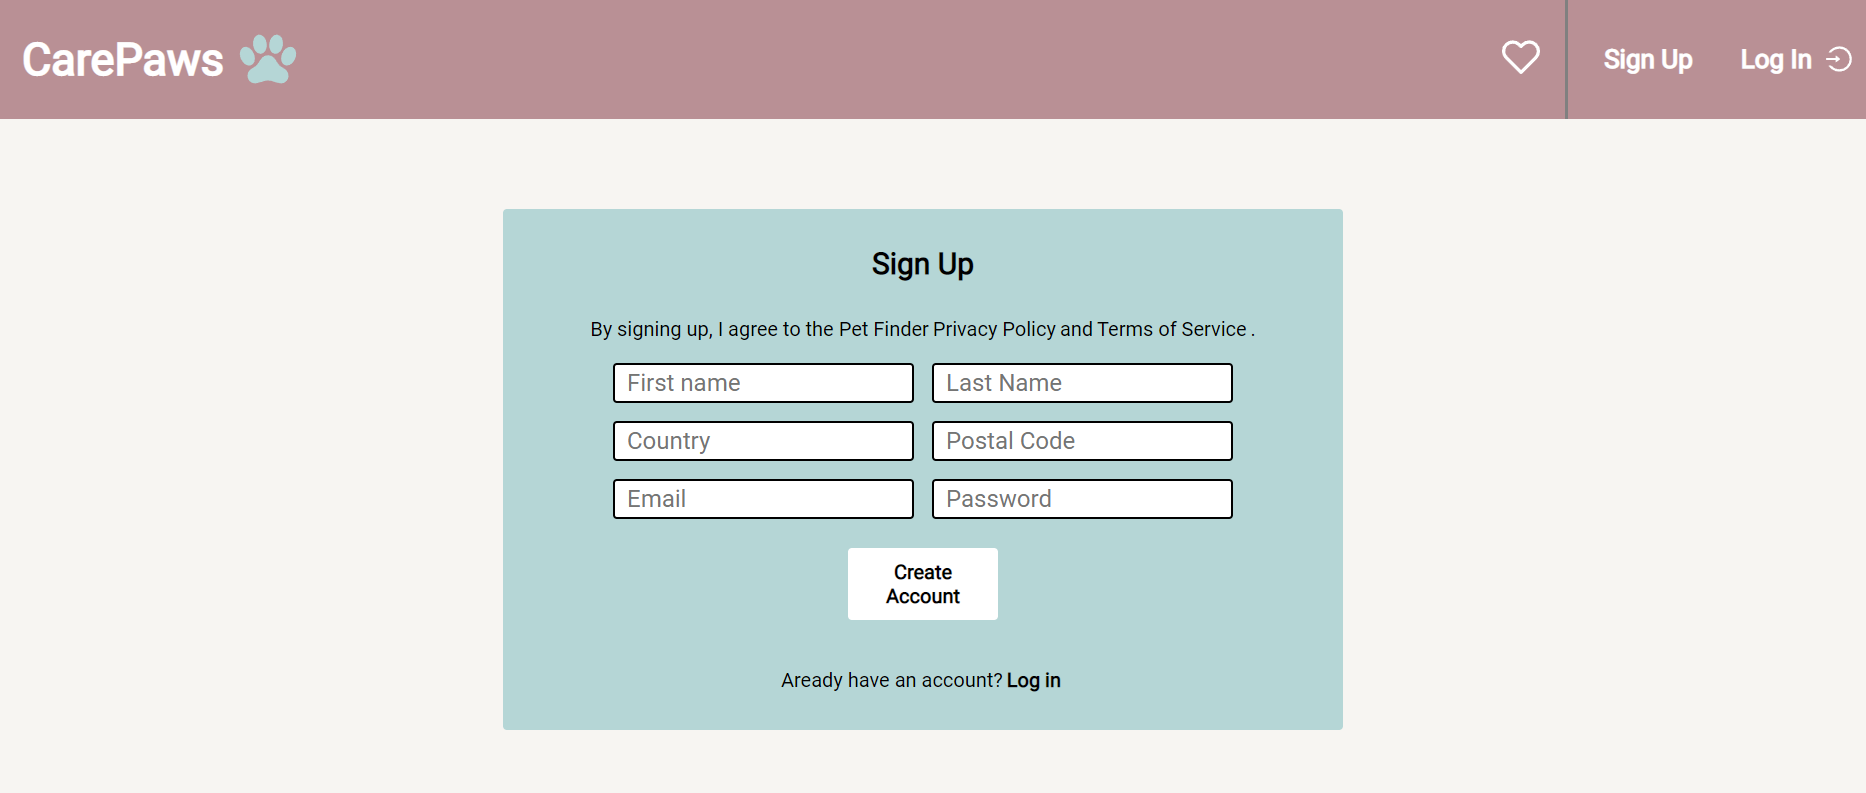 CarePaws
Sign Up
Log In
Sign Up
By signing up, I agree to the Pet Finder Privacy Policy and Terms of Service .
First name
Last Name
Country
Postal Code
Email
Password
Create
Account
Aready have an account? Log in